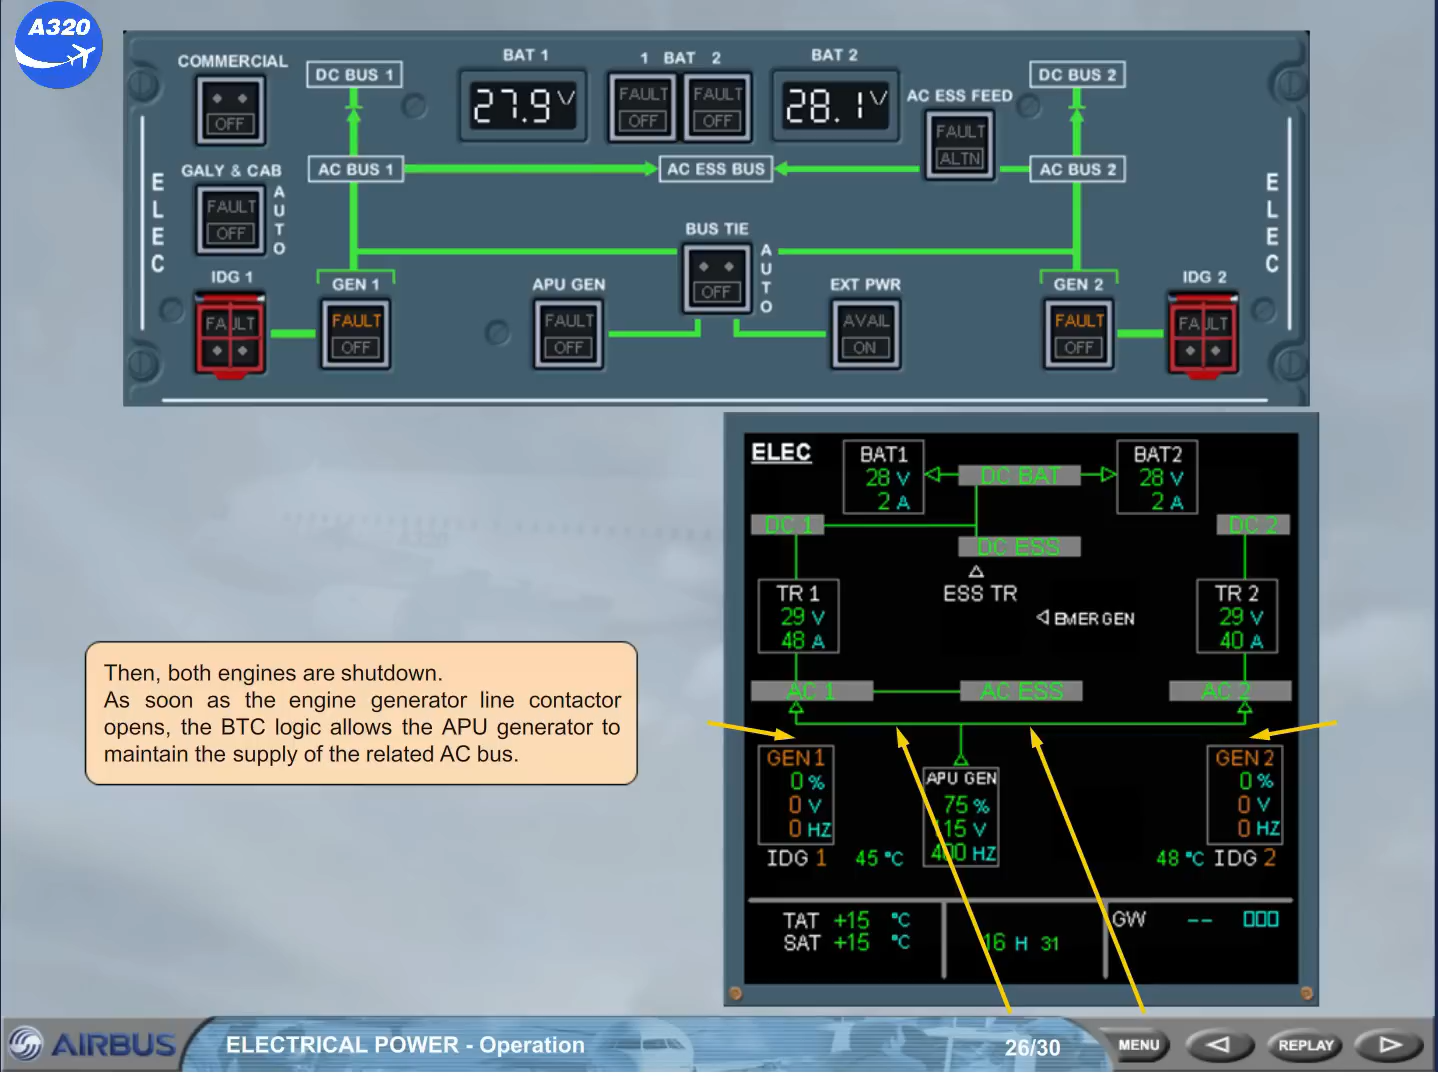 A320
COMMERCIAL
OFF
DC BUS 1
BAT 1
27.9 V
1 BAT 2
FAULT
OFF
FAULT
OFF
BAT 2
28.1 V
AC ESS FEED
FAULT
ALTN
DC BUS 2
GALY & CAB
FAULT
OFF
AUTO
AC BUS 1
AC ESS BUS
AC BUS 2
ELEC
ELEC
BUS TIE
OFF
AUTO
IDG 1
FAULT
GEN 1
FAULT
OFF
APU GEN
FAULT
OFF
EXT PWR
AVAIL
ON
GEN 2
FAULT
OFF
IDG 2
FAULT
ELEC
BAT1
28 V
2 A
DC BAT
BAT2
28 V
2 A
DC 1
DC 2
DC ESS
ESS TR
EMER GEN
TR 1
29 V
48 A
TR 2
29 V
40 A
AC 1
AC ESS
AC 2
GEN 1
0 %
0 V
0 HZ
IDG 1
45 °C
APU GEN
75 %
115 V
400 HZ
GEN 2
0 %
0 V
0 HZ
48 °C IDG 2
TAT +15 °C
SAT +15 °C
16 H 31
GW --
Then, both engines are shutdown.
As soon as the engine generator line contactor
opens, the BTC logic allows the APU generator to
maintain the supply of the related AC bus.
AIRBUS
ELECTRICAL POWER - Operation
26/30
MENU
REPLAY